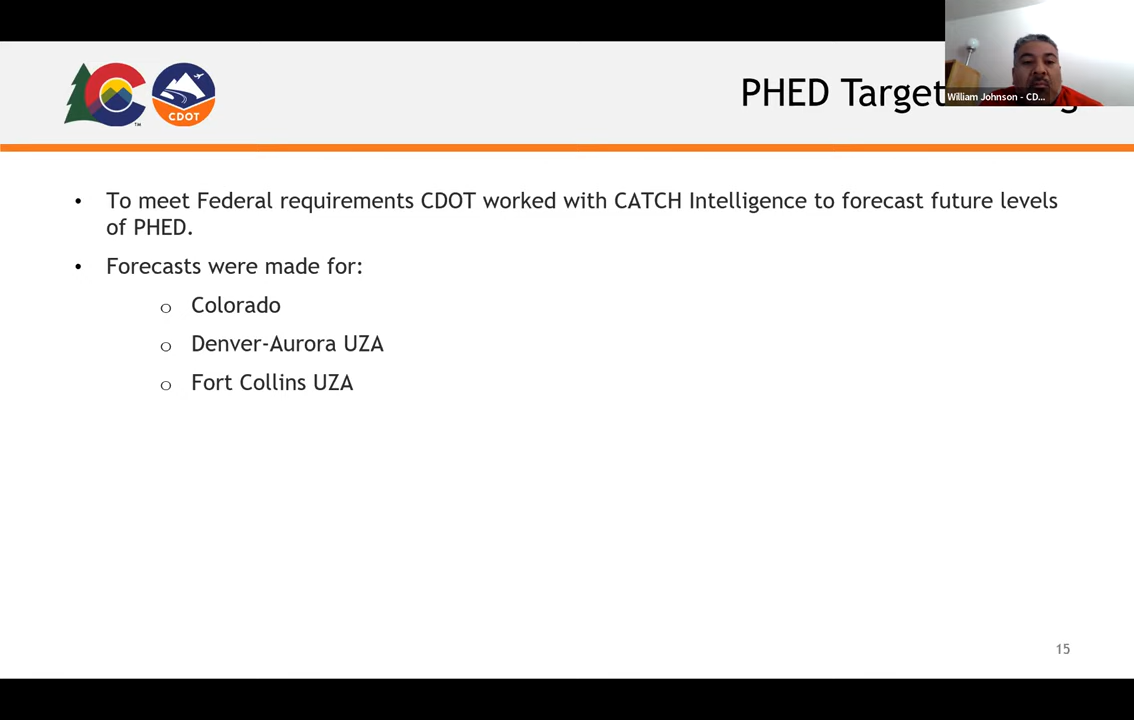 PHED Target
William Johnson - CD...
CDOT
• To meet Federal requirements CDOT worked with CATCH Intelligence to forecast future levels
of PHED.
• Forecasts were made for:
o Colorado
o Denver-Aurora UZA
o Fort Collins UZA
15